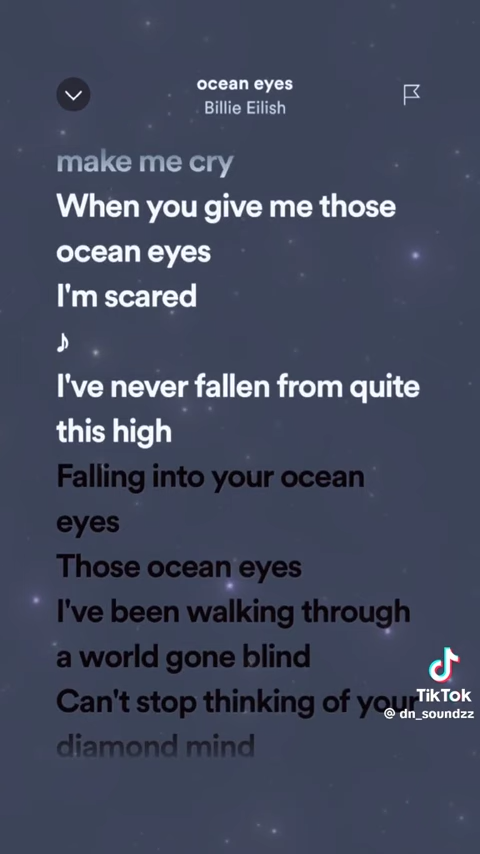 ocean eyes
Billie Eilish
make me cry
When you give me those
ocean eyes
I'm scared
♪
I've never fallen from quite
this high
Falling into your ocean
eyes
Those ocean eyes
I've been walking through
a world gone blind
Can't stop thinking of your
diamond mind
TikTok
@ dn_soundzz